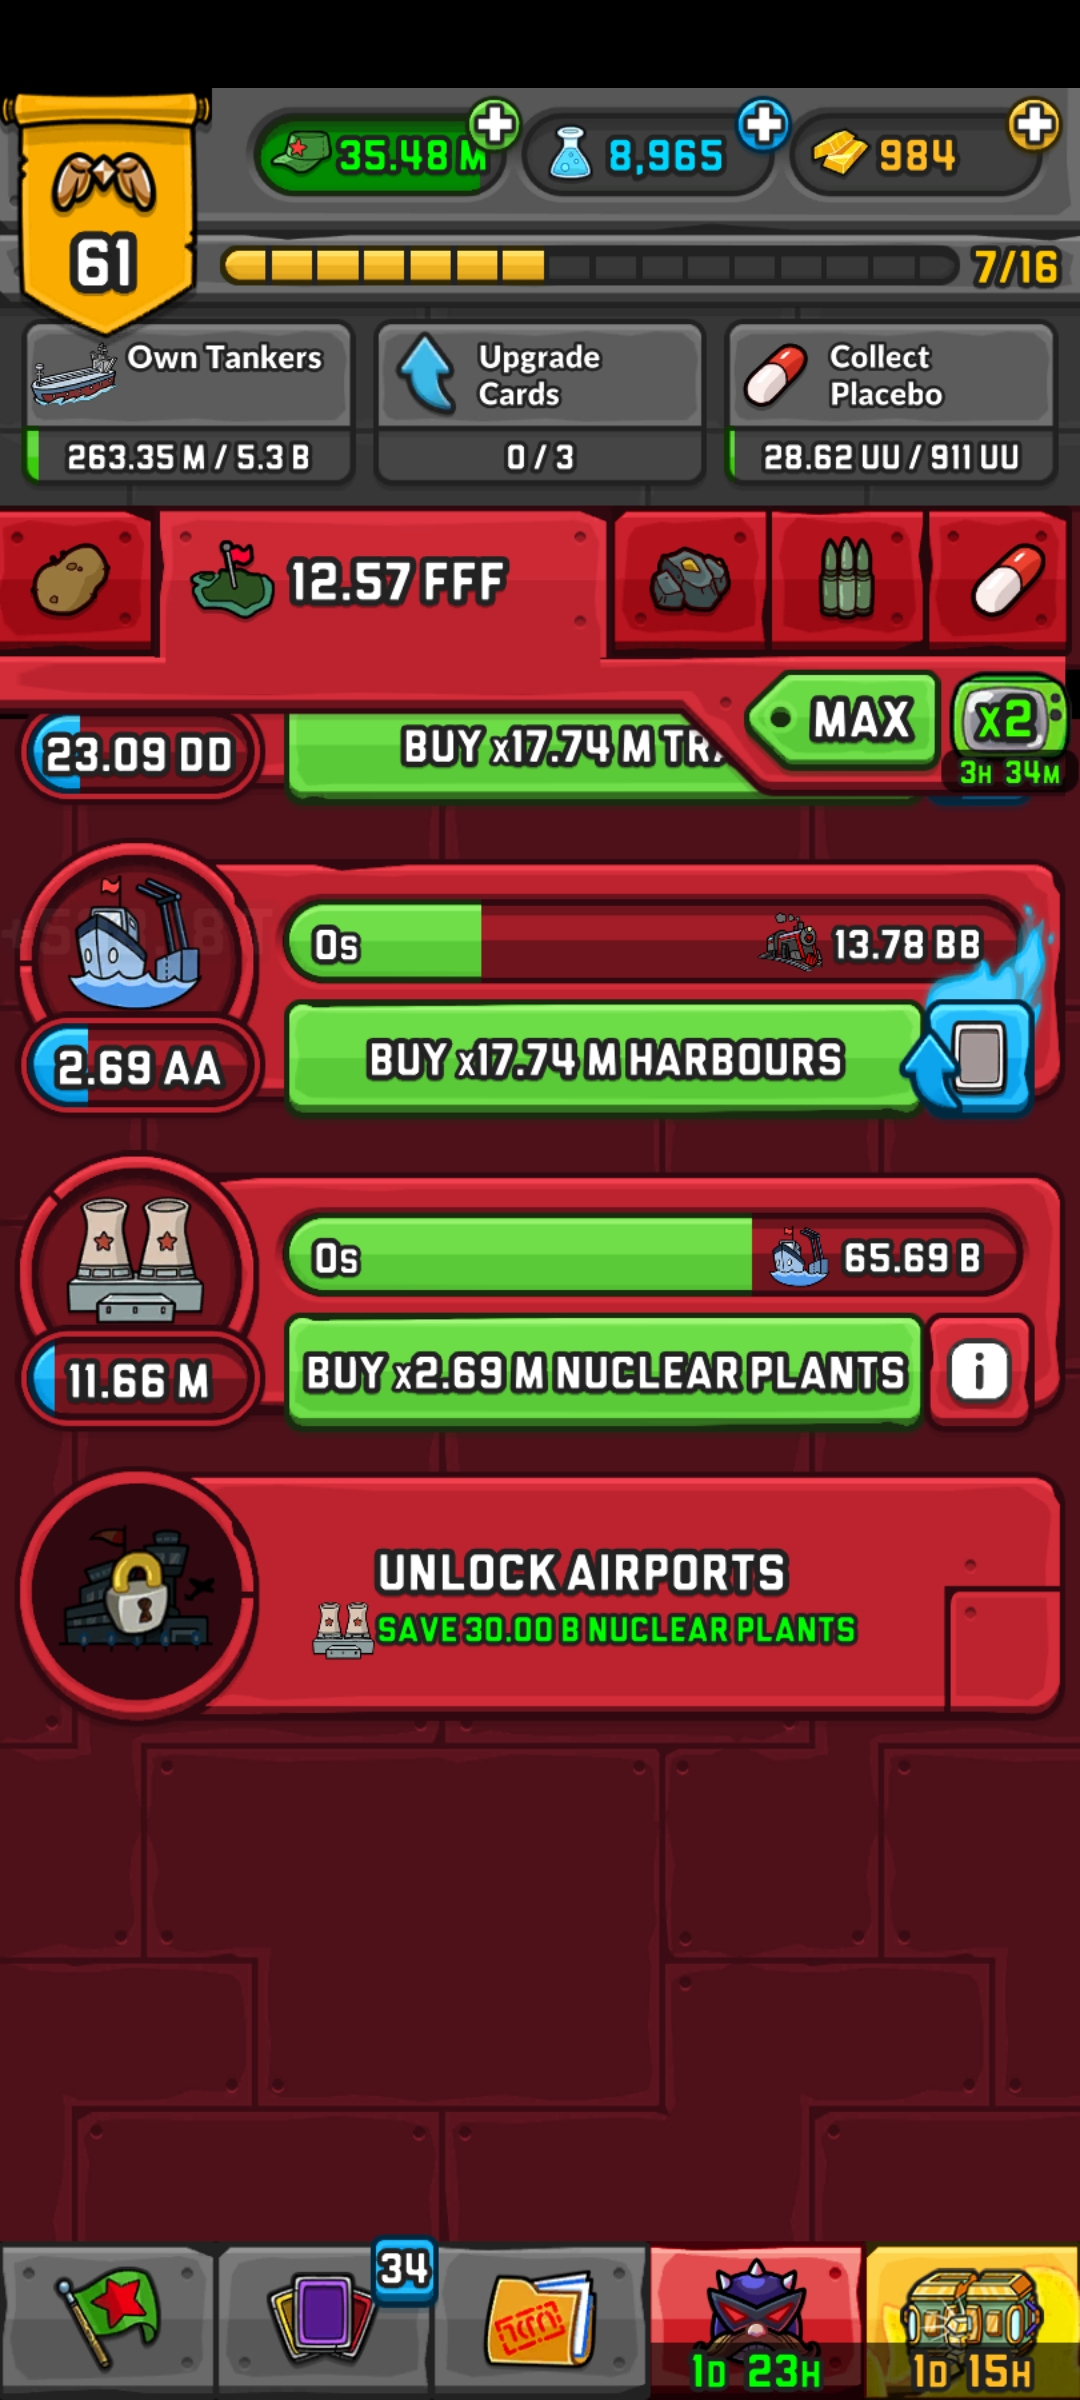 35.48 M
8,965
984
61
7/16
Own Tankers
263.35 M / 5.3 B
Upgrade
Cards
0 / 3
Collect
Placebo
28.62 UU / 911 UU
12.57 FFF
MAX
x2
3H 34M
23.09 DD
BUY x17.74 M
0s
13.78 BB
2.69 AA
BUY x17.74 M HARBOURS
0s
65.69 B
11.66 M
BUY x2.69 M NUCLEAR PLANTS
i
UNLOCK AIRPORTS
SAVE 30.00 B NUCLEAR PLANTS
34
1D 23H
1D 15H